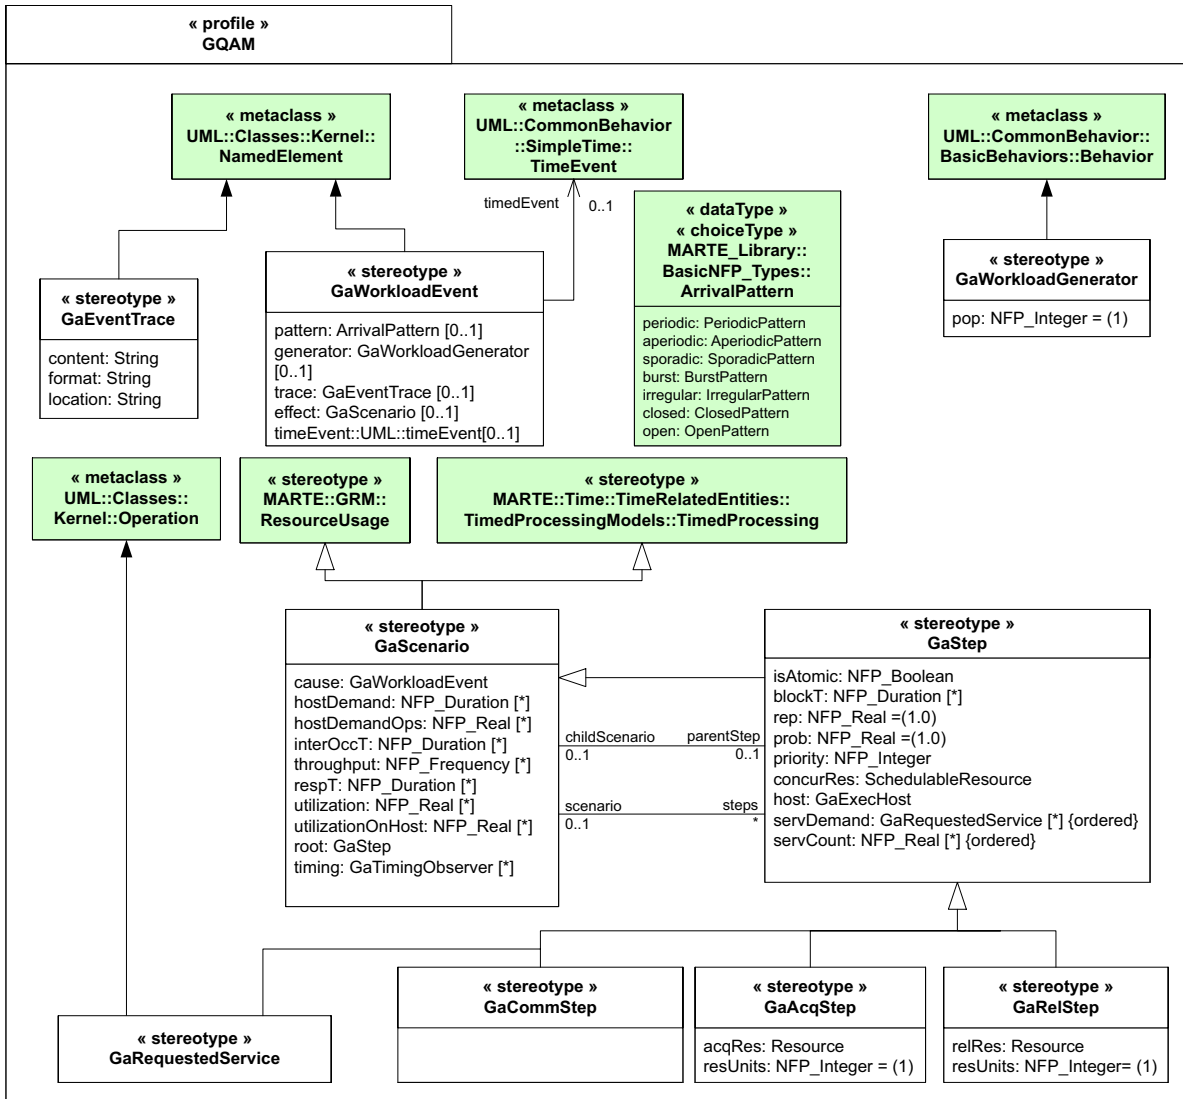 « profile »
GQAM
« metaclass »
UML::Classes::Kernel::
NamedElement
« metaclass »
UML::CommonBehavior
::SimpleTime::
TimeEvent
« metaclass »
UML::CommonBehavior::
BasicBehaviors::Behavior
timedEvent
0..1
« dataType »
« choiceType »
MARTE_Library::
BasicNFP_Types::
ArrivalPattern
periodic: PeriodicPattern
aperiodic: AperiodicPattern
sporadic: SporadicPattern
burst: BurstPattern
irregular: IrregularPattern
closed: ClosedPattern
open: OpenPattern
« stereotype »
GaEventTrace
content: String
format: String
location: String
« stereotype »
GaWorkloadEvent
pattern: ArrivalPattern [0..1]
generator: GaWorkloadGenerator
[0..1]
trace: GaEventTrace [0..1]
effect: GaScenario [0..1]
timeEvent::UML::timeEvent[0..1]
« stereotype »
GaWorkloadGenerator
pop: NFP_Integer = (1)
« metaclass »
UML::Classes::
Kernel::Operation
« stereotype »
MARTE::GRM::
ResourceUsage
« stereotype »
MARTE::Time::TimeRelatedEntities::
TimedProcessingModels::TimedProcessing
« stereotype »
GaScenario
cause: GaWorkloadEvent
hostDemand: NFP_Duration [*]
hostDemandOps: NFP_Real [*]
interOccT: NFP_Duration [*]
throughput: NFP_Frequency [*]
respT: NFP_Duration [*]
utilization: NFP_Real [*]
utilizationOnHost: NFP_Real [*]
root: GaStep
timing: GaTimingObserver [*]
childScenario
0..1
parentStep
0..1
scenario
0..1
steps
*
« stereotype »
GaStep
isAtomic: NFP_Boolean
blockT: NFP_Duration [*]
rep: NFP_Real =(1.0)
prob: NFP_Real =(1.0)
priority: NFP_Integer
concurRes: SchedulableResource
host: GaExecHost
servDemand: GaRequestedService [*] {ordered}
servCount: NFP_Real [*] {ordered}
« stereotype »
GaRequestedService
« stereotype »
GaCommStep
« stereotype »
GaAcqStep
acqRes: Resource
resUnits: NFP_Integer = (1)
« stereotype »
GaRelStep
relRes: Resource
resUnits: NFP_Integer= (1)